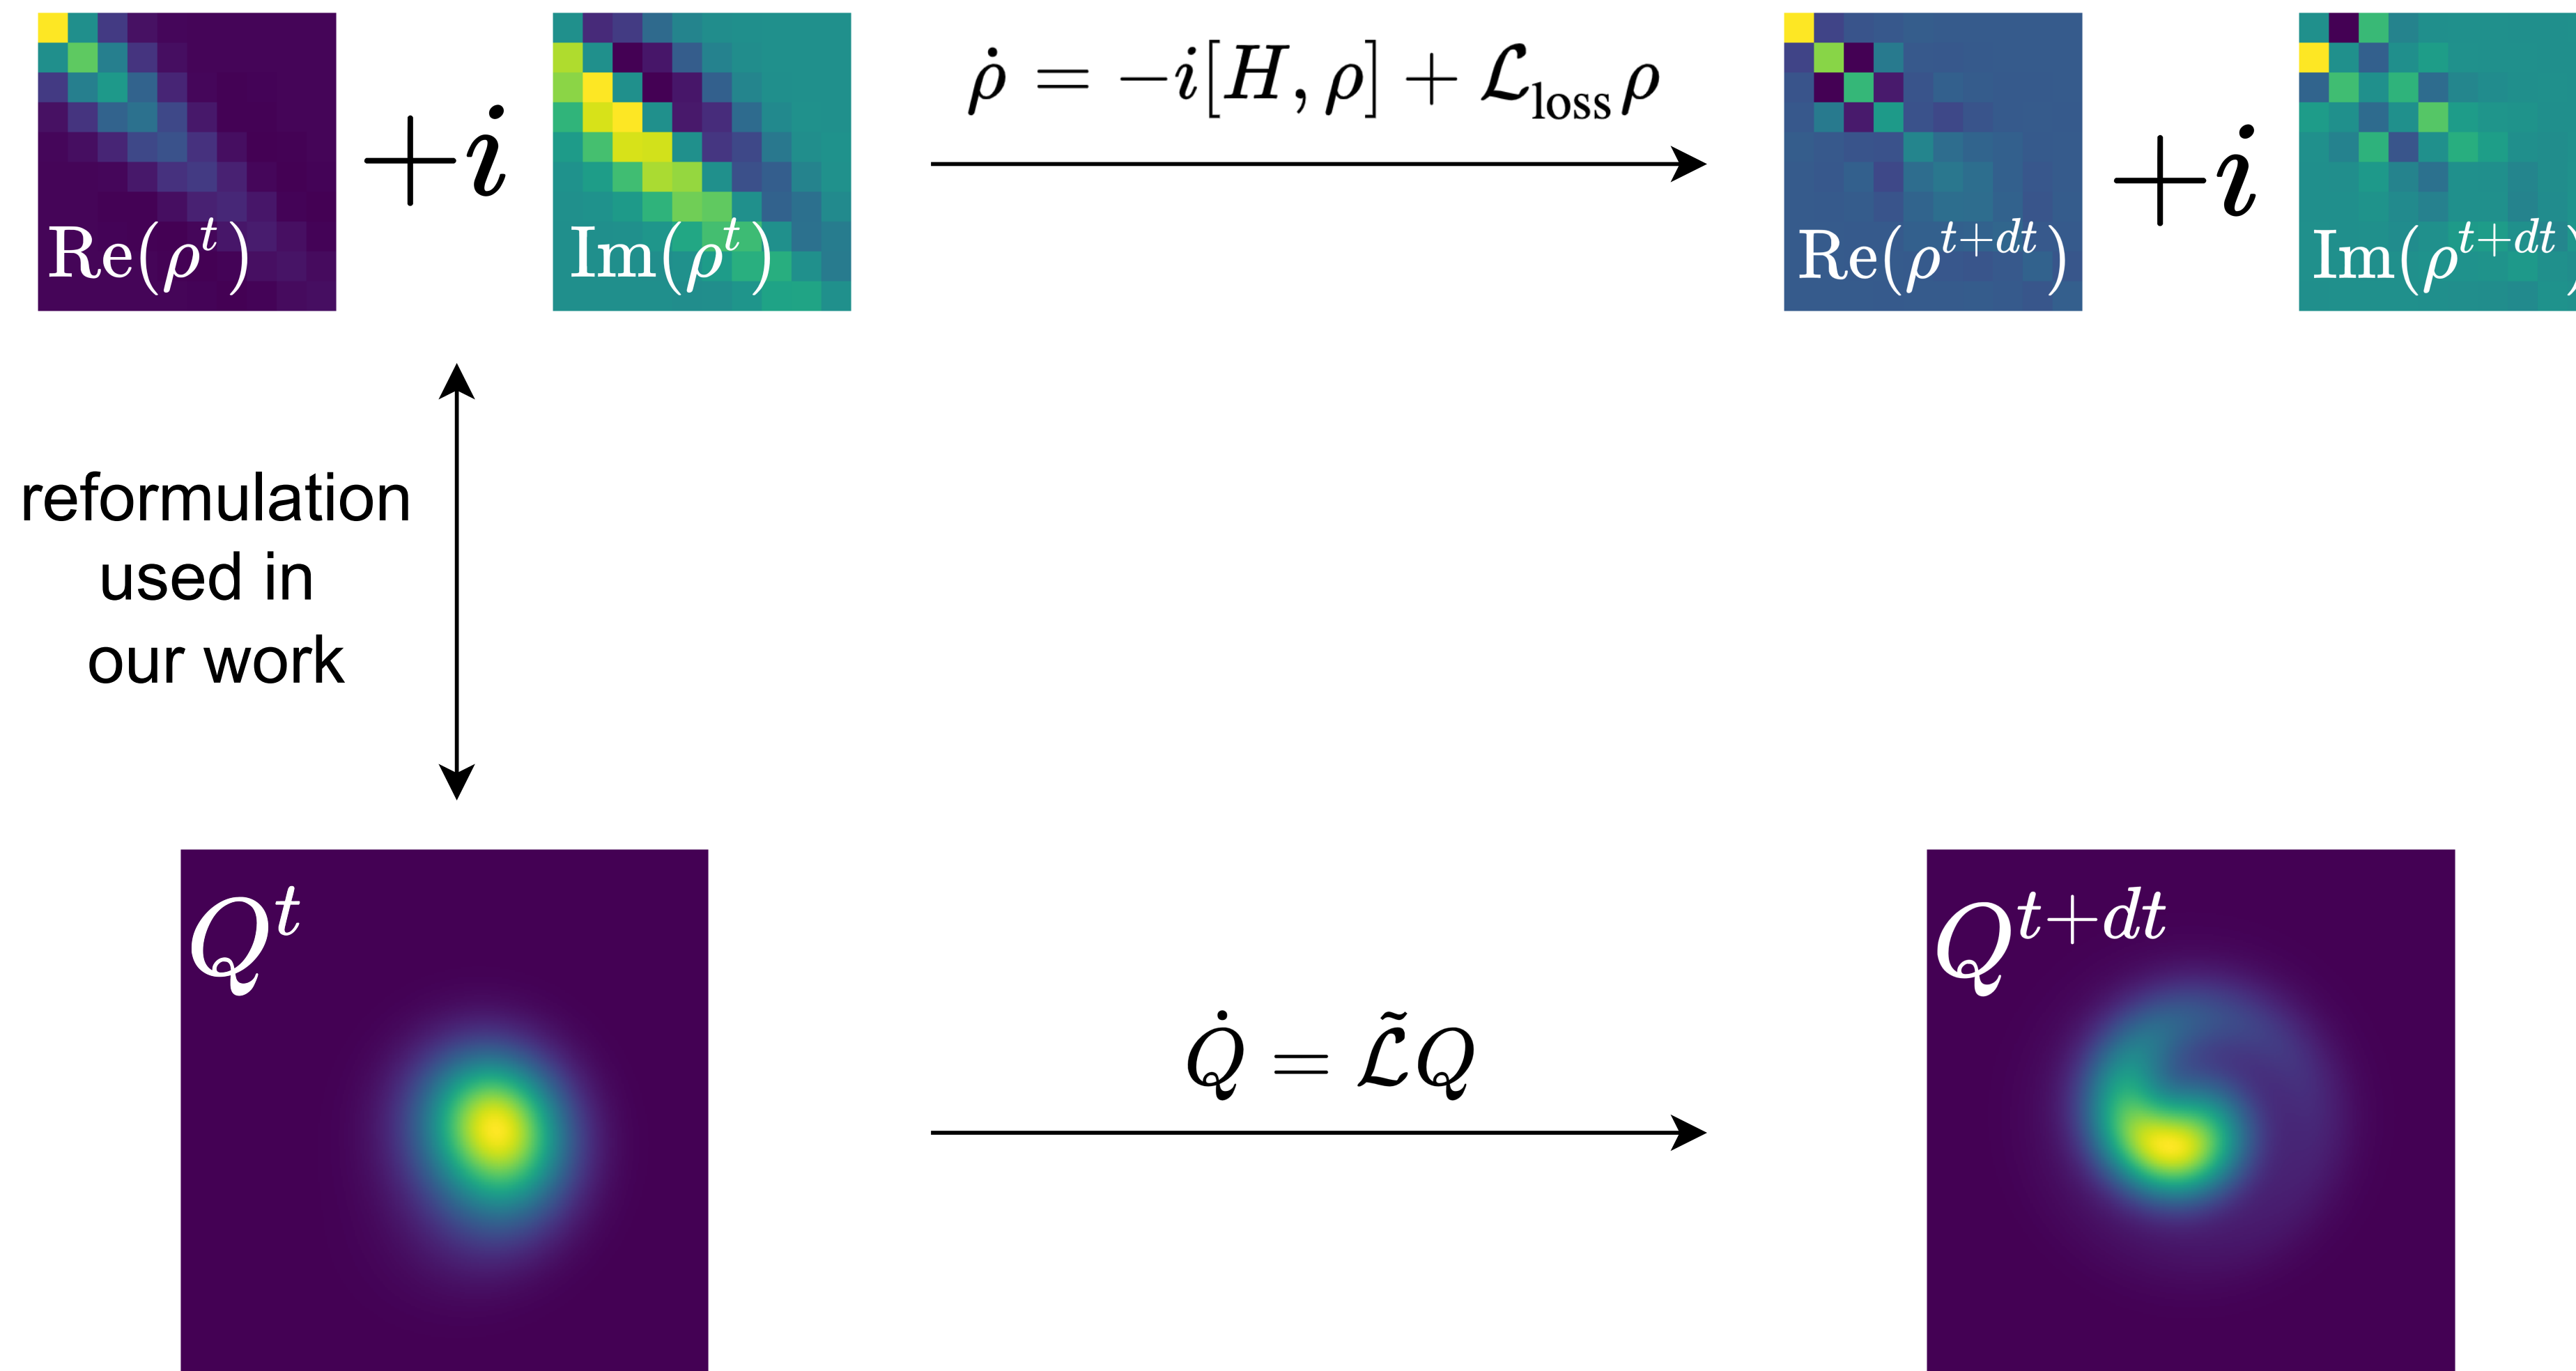 Re(ρ^t)
+i
Im(ρ^t)
ρ̇ = −i[H, ρ] + ℒ_loss ρ
Re(ρ^{t+dt})
+i
Im(ρ^{t+dt})
reformulation
used in
our work
Q^t
Q̇ = ℒ̃Q
Q^{t+dt}